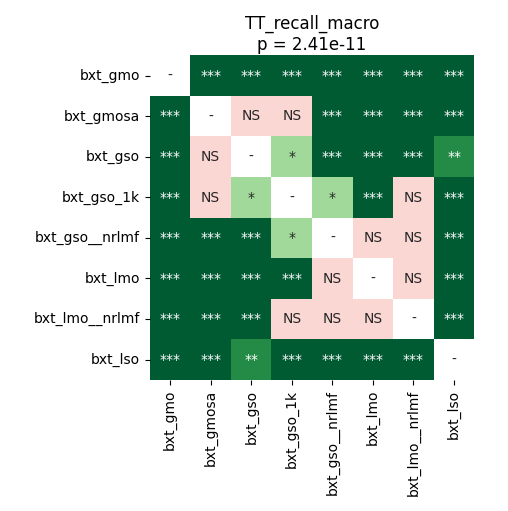 TT_recall_macro
p = 2.41e-11
bxt_gmo - *** *** *** *** *** *** ***
bxt_gmosa *** - NS NS *** *** *** ***
bxt_gso *** NS - * *** *** *** **
bxt_gso_1k *** NS * - * *** NS ***
bxt_gso__nrlmf *** *** *** * - NS NS ***
bxt_lmo *** *** *** *** NS - NS ***
bxt_lmo__nrlmf *** *** *** NS NS NS - ***
bxt_lso *** *** ** *** *** *** *** -
bxt_gmo
bxt_gmosa
bxt_gso
bxt_gso_1k
bxt_gso__nrlmf
bxt_lmo
bxt_lmo__nrlmf
bxt_lso